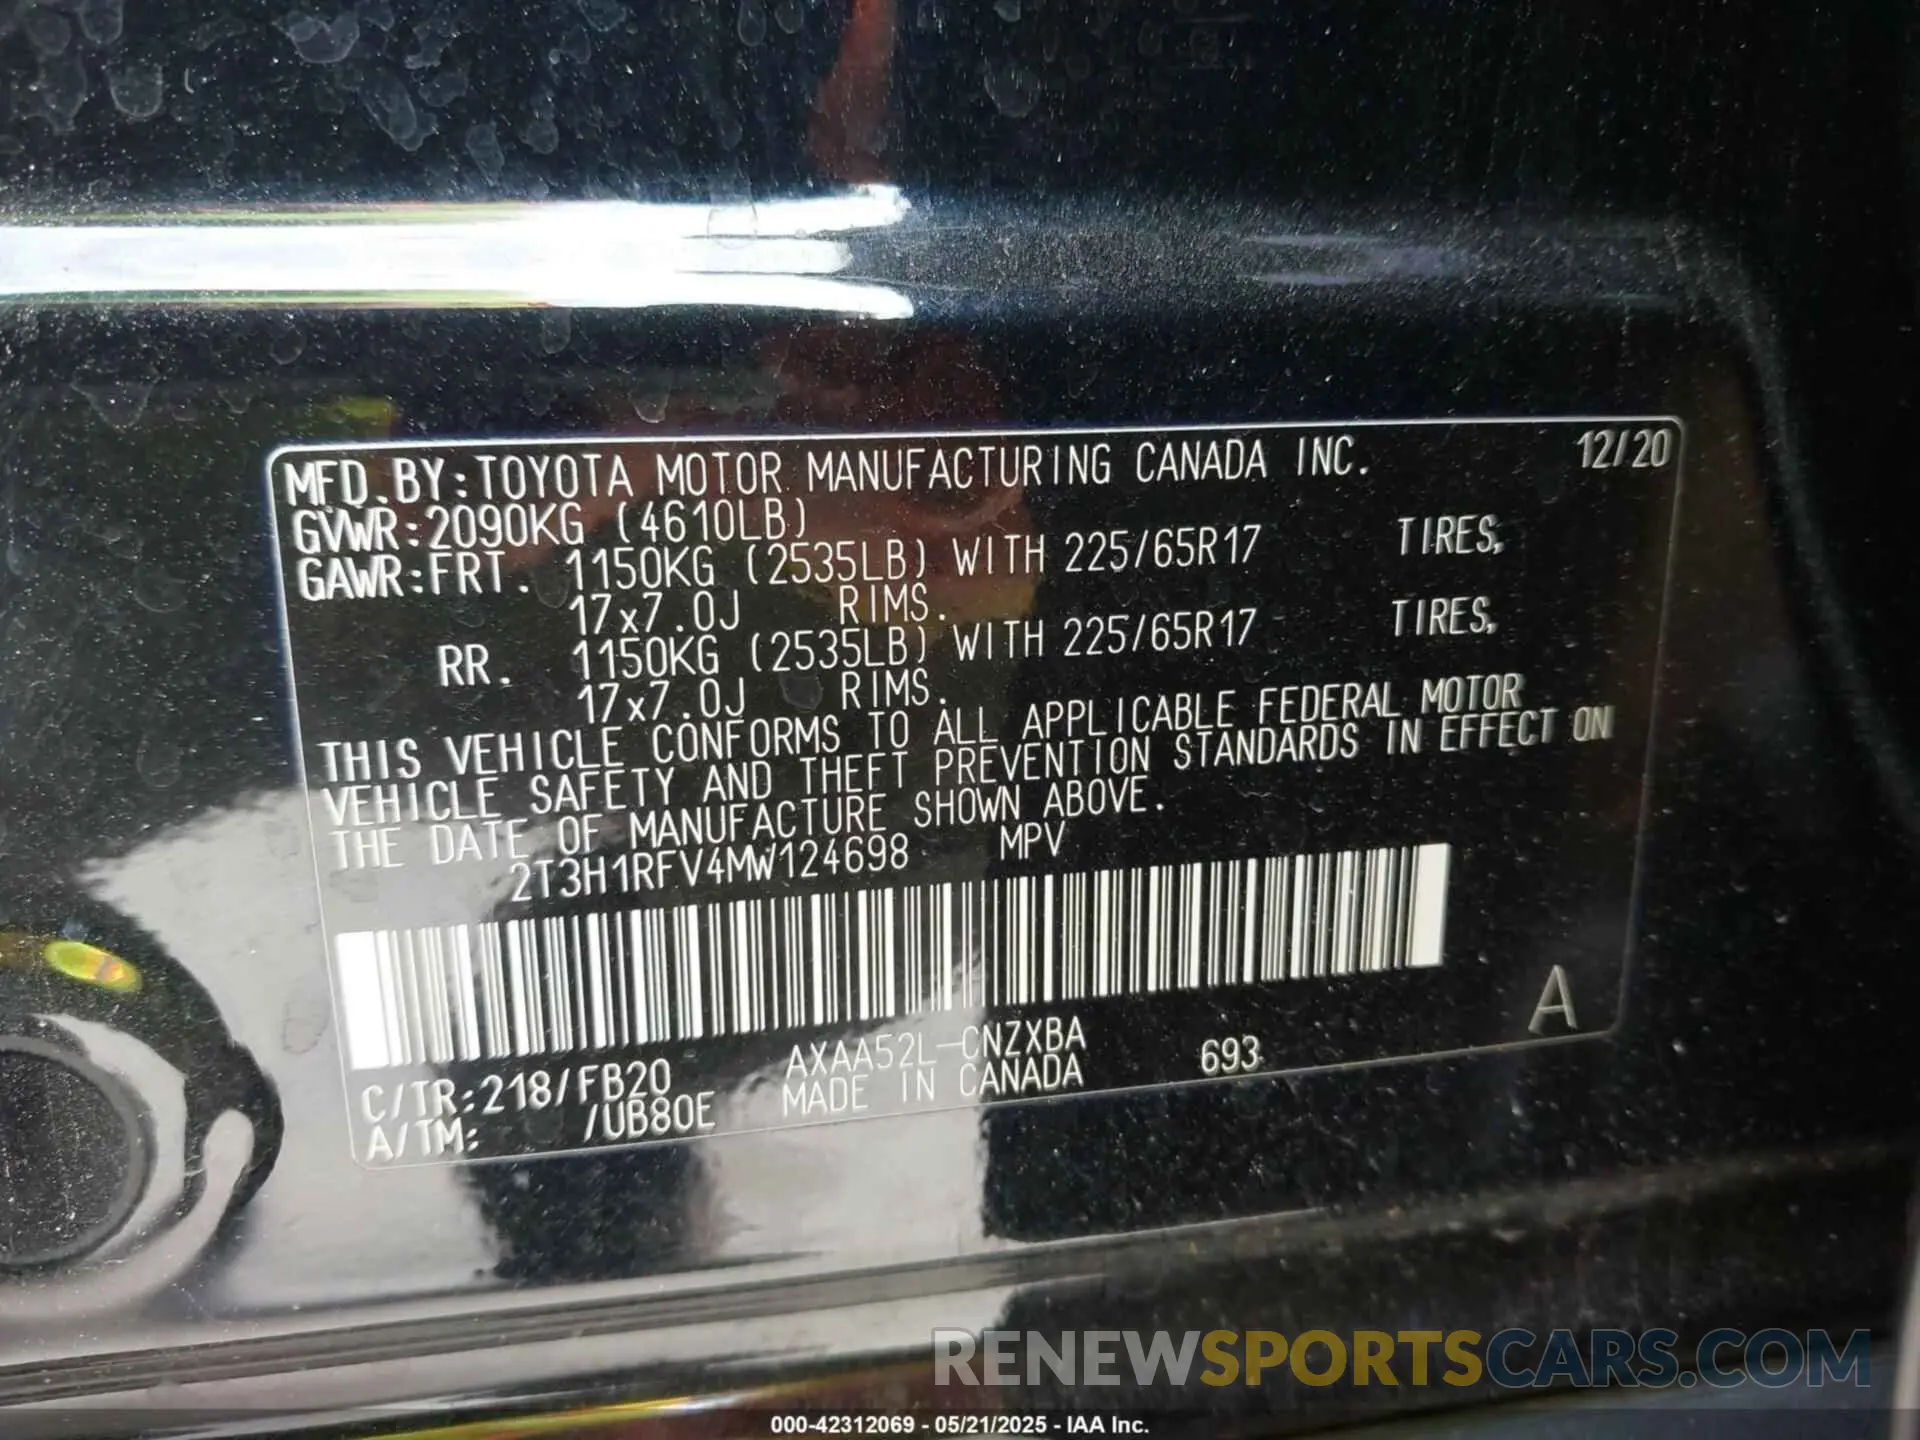 MFD.BY:TOYOTA MOTOR MANUFACTURING CANADA INC. 12/20
GVWR:2090KG (4610LB)
GAWR:FRT. 1150KG (2535LB) WITH 225/65R17 TIRES,
17x7.0J RIMS.
RR. 1150KG (2535LB) WITH 225/65R17 TIRES,
17x7.0J RIMS.
THIS VEHICLE CONFORMS TO ALL APPLICABLE FEDERAL MOTOR
VEHICLE SAFETY AND THEFT PREVENTION STANDARDS IN EFFECT ON
THE DATE OF MANUFACTURE SHOWN ABOVE.
2T3H1RFV4MW124698 MPV
A
C/TR:218/FB20 AXAA52L-CNZXBA 693
A/TM: /UB80E MADE IN CANADA
RENEWSPORTSCARS.COM
000-42312069 - 05/21/2025 - IAA Inc.